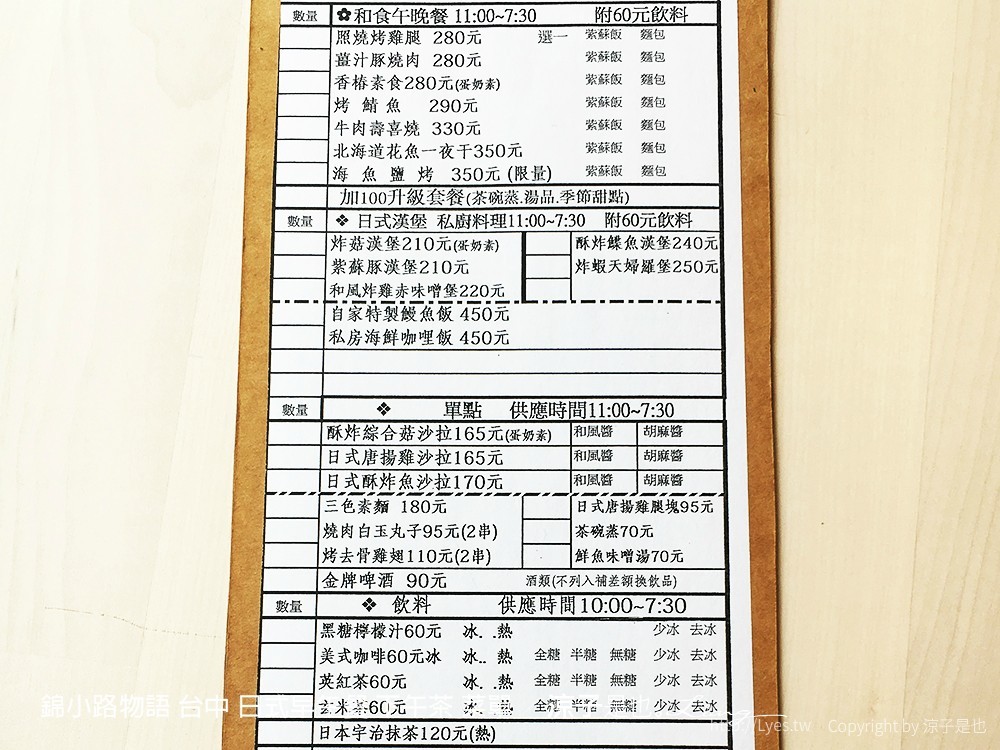 數量 ✿和食午晚餐 11:00~7:30 附60元飲料
照燒烤雞腿 280元 選一 紫蘇飯 麵包
薑汁豚燒肉 280元 紫蘇飯 麵包
香椿素食280元(蛋奶素) 紫蘇飯 麵包
烤鯖魚 290元 紫蘇飯 麵包
牛肉壽喜燒 330元 紫蘇飯 麵包
北海道花魚一夜干350元 紫蘇飯 麵包
海魚鹽烤 350元(限量) 紫蘇飯 麵包
加100升級套餐(茶碗蒸.湯品.季節甜點)
數量 ❖ 日式漢堡 私廚料理11:00~7:30 附60元飲料
炸菇漢堡210元(蛋奶素) 酥炸鰈魚漢堡240元
紫蘇豚漢堡210元 炸蝦天婦羅堡250元
和風炸雞赤味噌堡220元
自家特製鰻魚飯 450元
私房海鮮咖哩飯 450元
數量 ❖ 單點 供應時間11:00~7:30
酥炸綜合菇沙拉165元(蛋奶素) 和風醬 胡麻醬
日式唐揚雞沙拉165元 和風醬 胡麻醬
日式酥炸魚沙拉170元 和風醬 胡麻醬
三色素麵 180元 日式唐揚雞腿塊95元
燒肉白玉丸子95元(2串) 茶碗蒸70元
烤去骨雞翅110元(2串) 鮮魚味噌湯70元
金牌啤酒 90元 酒類(不列入補差額換飲品)
數量 ❖ 飲料 供應時間10:00~7:30
黑糖檸檬汁60元 冰. .熱 少冰 去冰
美式咖啡60元冰 冰.. 熱 全糖 半糖 無糖 少冰 去冰
英紅茶60元 冰. .熱 全糖 半糖 無糖 少冰 去冰
玄米茶60元 冰. .熱 全糖 半糖 無糖 少冰 去冰
錦小路物語 台中 日式
日本宇治抹茶120元(熱)
Lyes.tw Copyright by 涼子是也